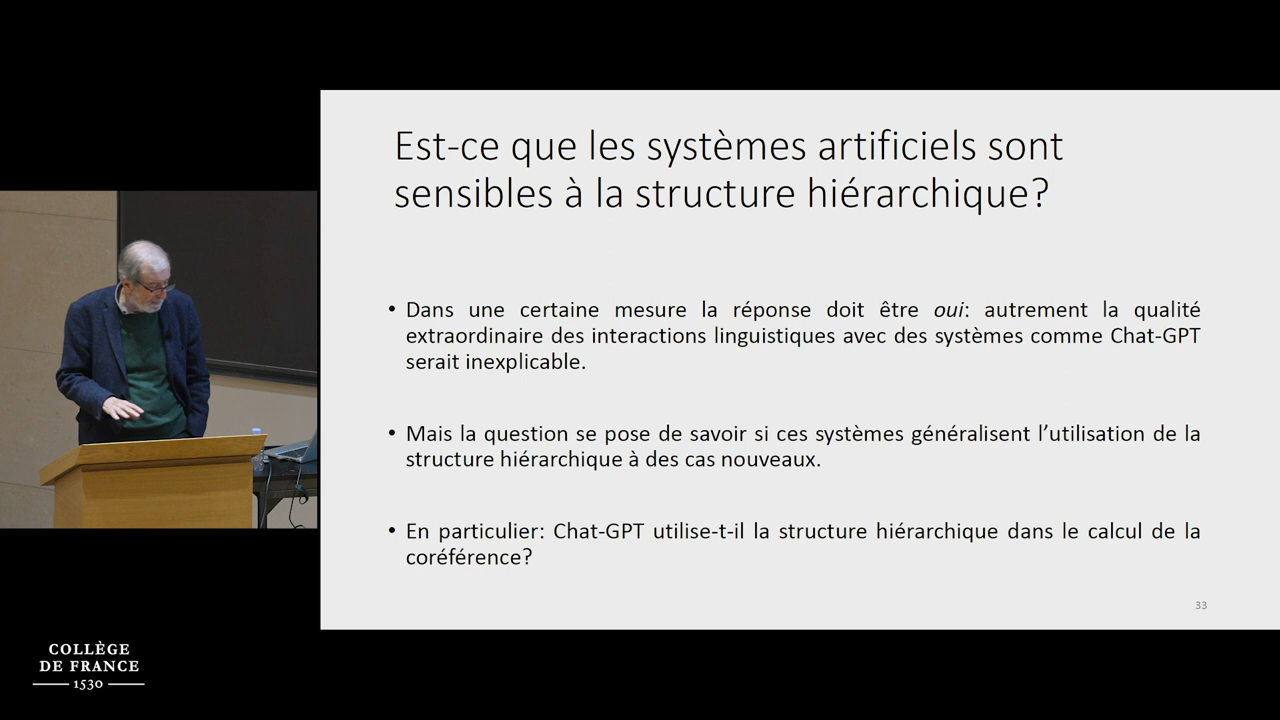 Est-ce que les systèmes artificiels sont
sensibles à la structure hiérarchique?
• Dans une certaine mesure la réponse doit être oui: autrement la qualité
extraordinaire des interactions linguistiques avec des systèmes comme Chat-GPT
serait inexplicable.
• Mais la question se pose de savoir si ces systèmes généralisent l’utilisation de la
structure hiérarchique à des cas nouveaux.
• En particulier: Chat-GPT utilise-t-il la structure hiérarchique dans le calcul de la
coréférence?
33
COLLÈGE
DE FRANCE
1530